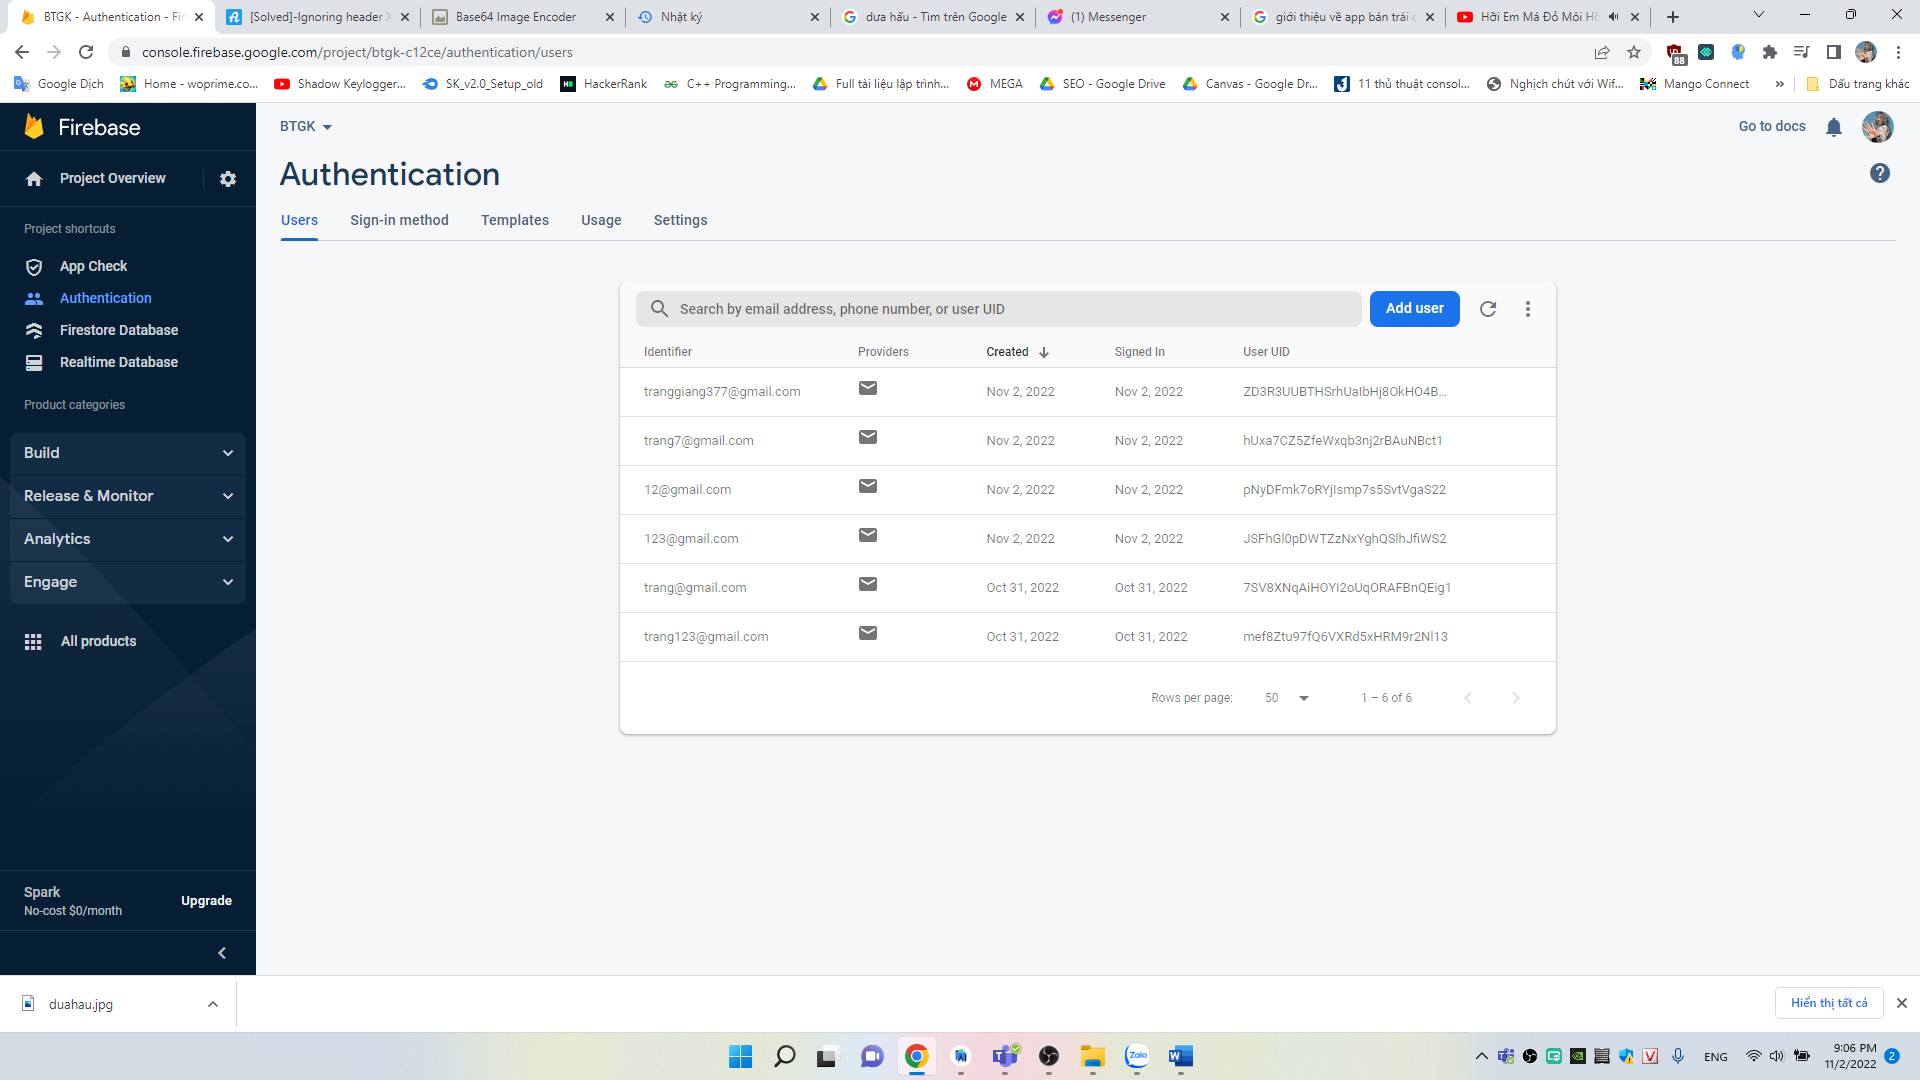 BTGK - Authentication - Fir
[Solved]-Ignoring header X
Base64 Image Encoder
Nhật ký
dưa hấu - Tìm trên Google
(1) Messenger
giới thiệu về app bán trái c
Hỡi Em Má Đỏ Môi Hồ
console.firebase.google.com/project/btgk-c12ce/authentication/users
88
Google Dịch
Home - woprime.co...
Shadow Keylogger...
SK_v2.0_Setup_old
HackerRank
C++ Programming...
Full tài liệu lập trình...
MEGA
SEO - Google Drive
Canvas - Google Dr...
11 thủ thuật consol...
Nghịch chút với Wif...
Mango Connect
»
Dấu trang khác
Firebase
BTGK
Go to docs
Project Overview
Authentication
Users
Sign-in method
Templates
Usage
Settings
Project shortcuts
App Check
Authentication
Firestore Database
Realtime Database
Product categories
Build
Release & Monitor
Analytics
Engage
All products
Spark
No-cost $0/month
Upgrade
Search by email address, phone number, or user UID
Add user
Identifier Providers Created Signed In User UID
tranggiang377@gmail.com Nov 2, 2022 Nov 2, 2022 ZD3R3UUBTHSrhUaIbHj8OkHO4B...
trang7@gmail.com Nov 2, 2022 Nov 2, 2022 hUxa7CZ5ZfeWxqb3nj2rBAuNBct1
12@gmail.com Nov 2, 2022 Nov 2, 2022 pNyDFmk7oRYjIsmp7s5SvtVgaS22
123@gmail.com Nov 2, 2022 Nov 2, 2022 JSFhGl0pDWTZzNxYghQSlhJfiWS2
trang@gmail.com Oct 31, 2022 Oct 31, 2022 7SV8XNqAiHOYI2oUqORAFBnQEig1
trang123@gmail.com Oct 31, 2022 Oct 31, 2022 mef8Ztu97fQ6VXRd5xHRM9r2Nl13
Rows per page: 50 1 – 6 of 6
duahau.jpg
Hiển thị tất cả
Zalo
ENG
9:06 PM
11/2/2022
2